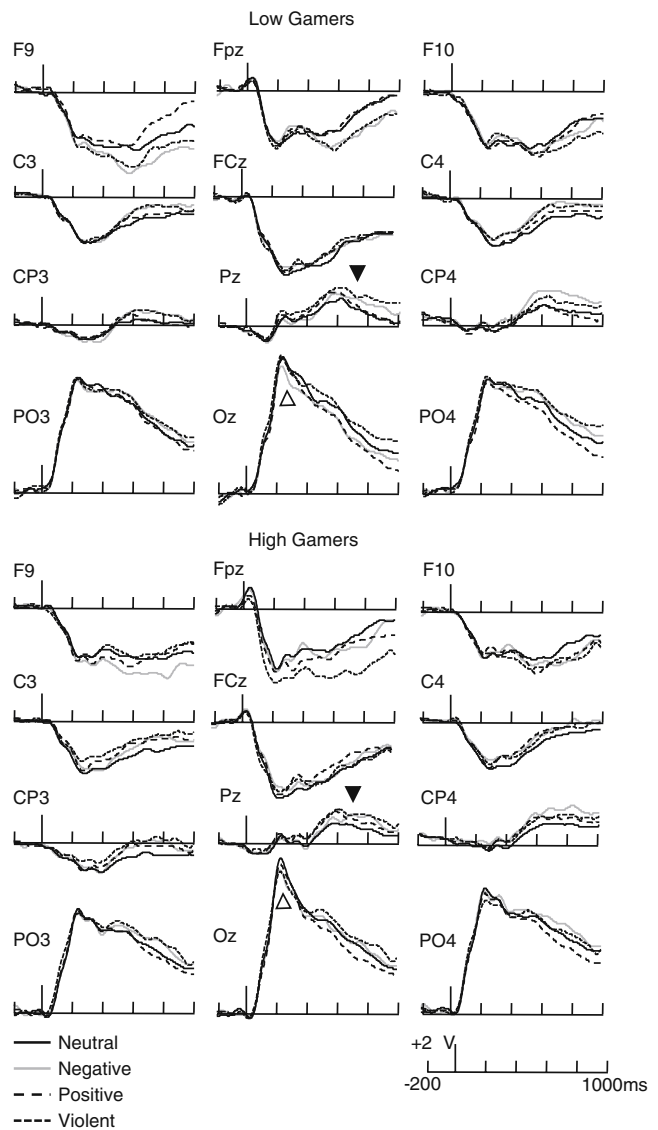 Low Gamers
F9 Fpz F10
C3 FCz C4
CP3 Pz CP4
PO3 Oz PO4
High Gamers
F9 Fpz F10
C3 FCz C4
CP3 Pz CP4
PO3 Oz PO4
Neutral
Negative
Positive
Violent
+2 V
-200 1000ms